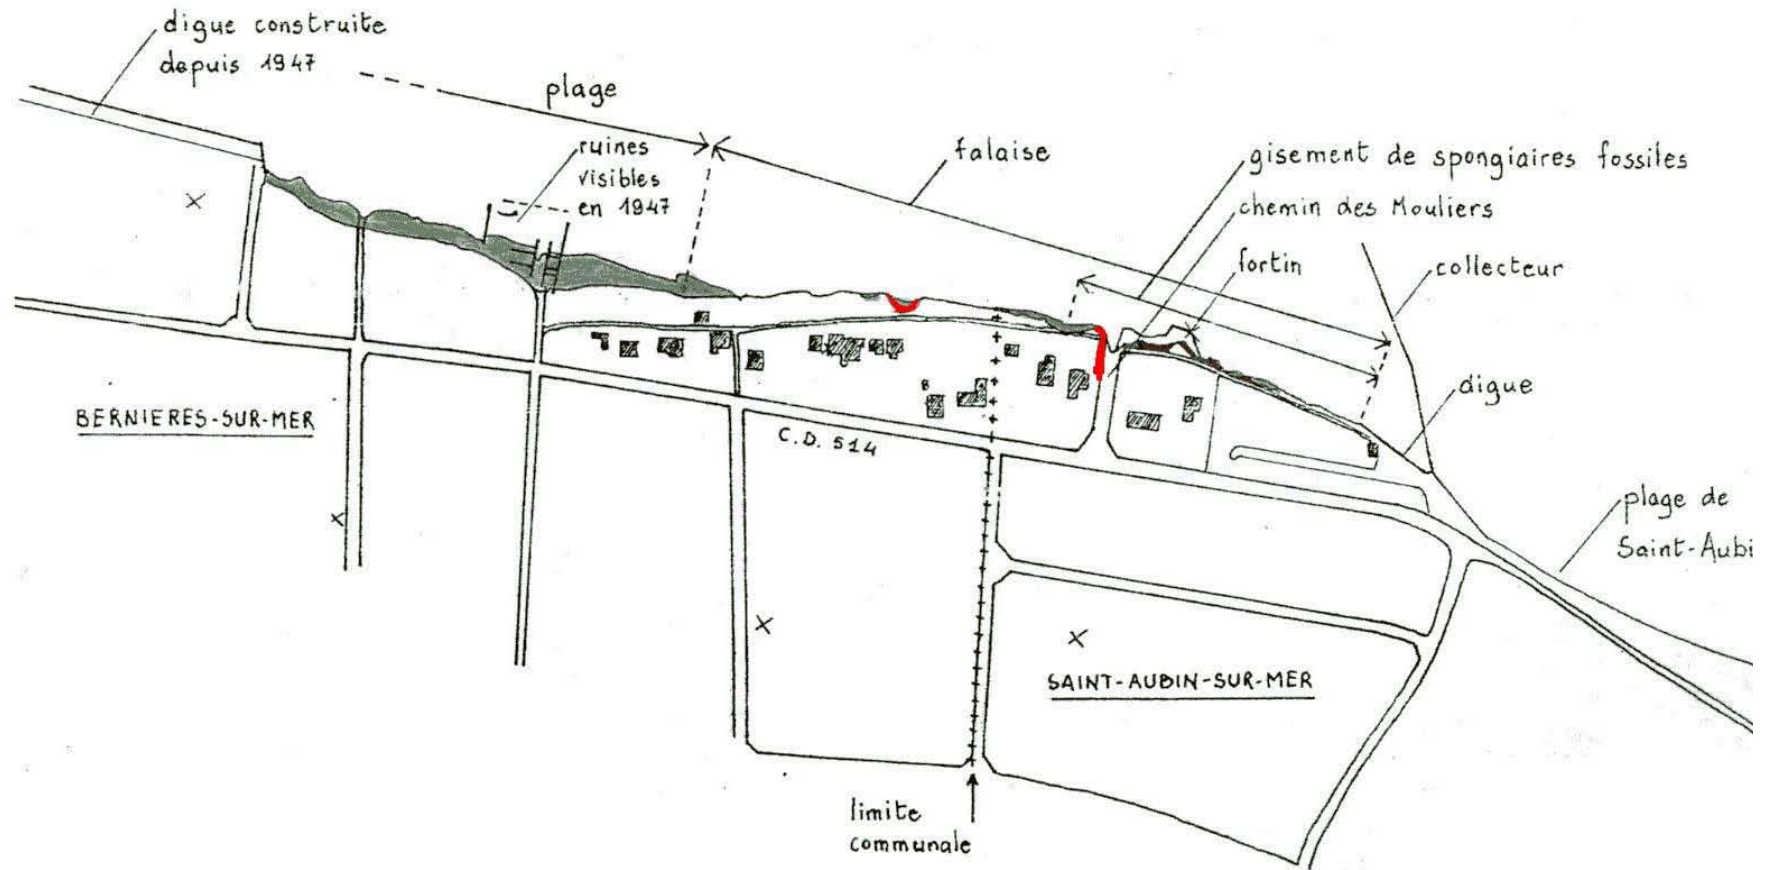 digue construite
depuis 1947
plage
ruines
visibles
en 1947
falaise
gisement de spongiaires fossiles
chemin des Mouliers
fortin
collecteur
digue
BERNIERES-SUR-MER
C.D. 514
plage de
Saint-Aubi
SAINT-AUBIN-SUR-MER
limite
communale